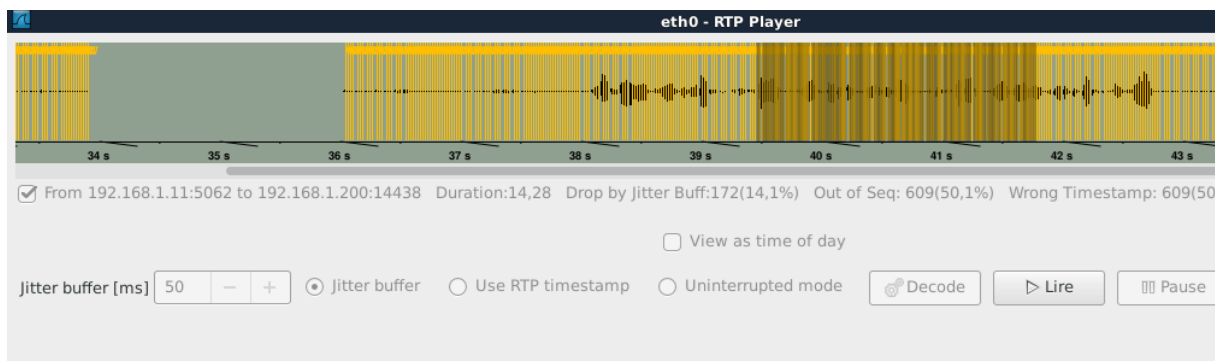 eth0 - RTP Player
34 s 35 s 36 s 37 s 38 s 39 s 40 s 41 s 42 s 43 s
From 192.168.1.11:5062 to 192.168.1.200:14438 Duration:14,28 Drop by Jitter Buff:172(14,1%) Out of Seq: 609(50,1%) Wrong Timestamp: 609(50
View as time of day
Jitter buffer [ms] 50 Jitter buffer Use RTP timestamp Uninterrupted mode Decode Lire Pause